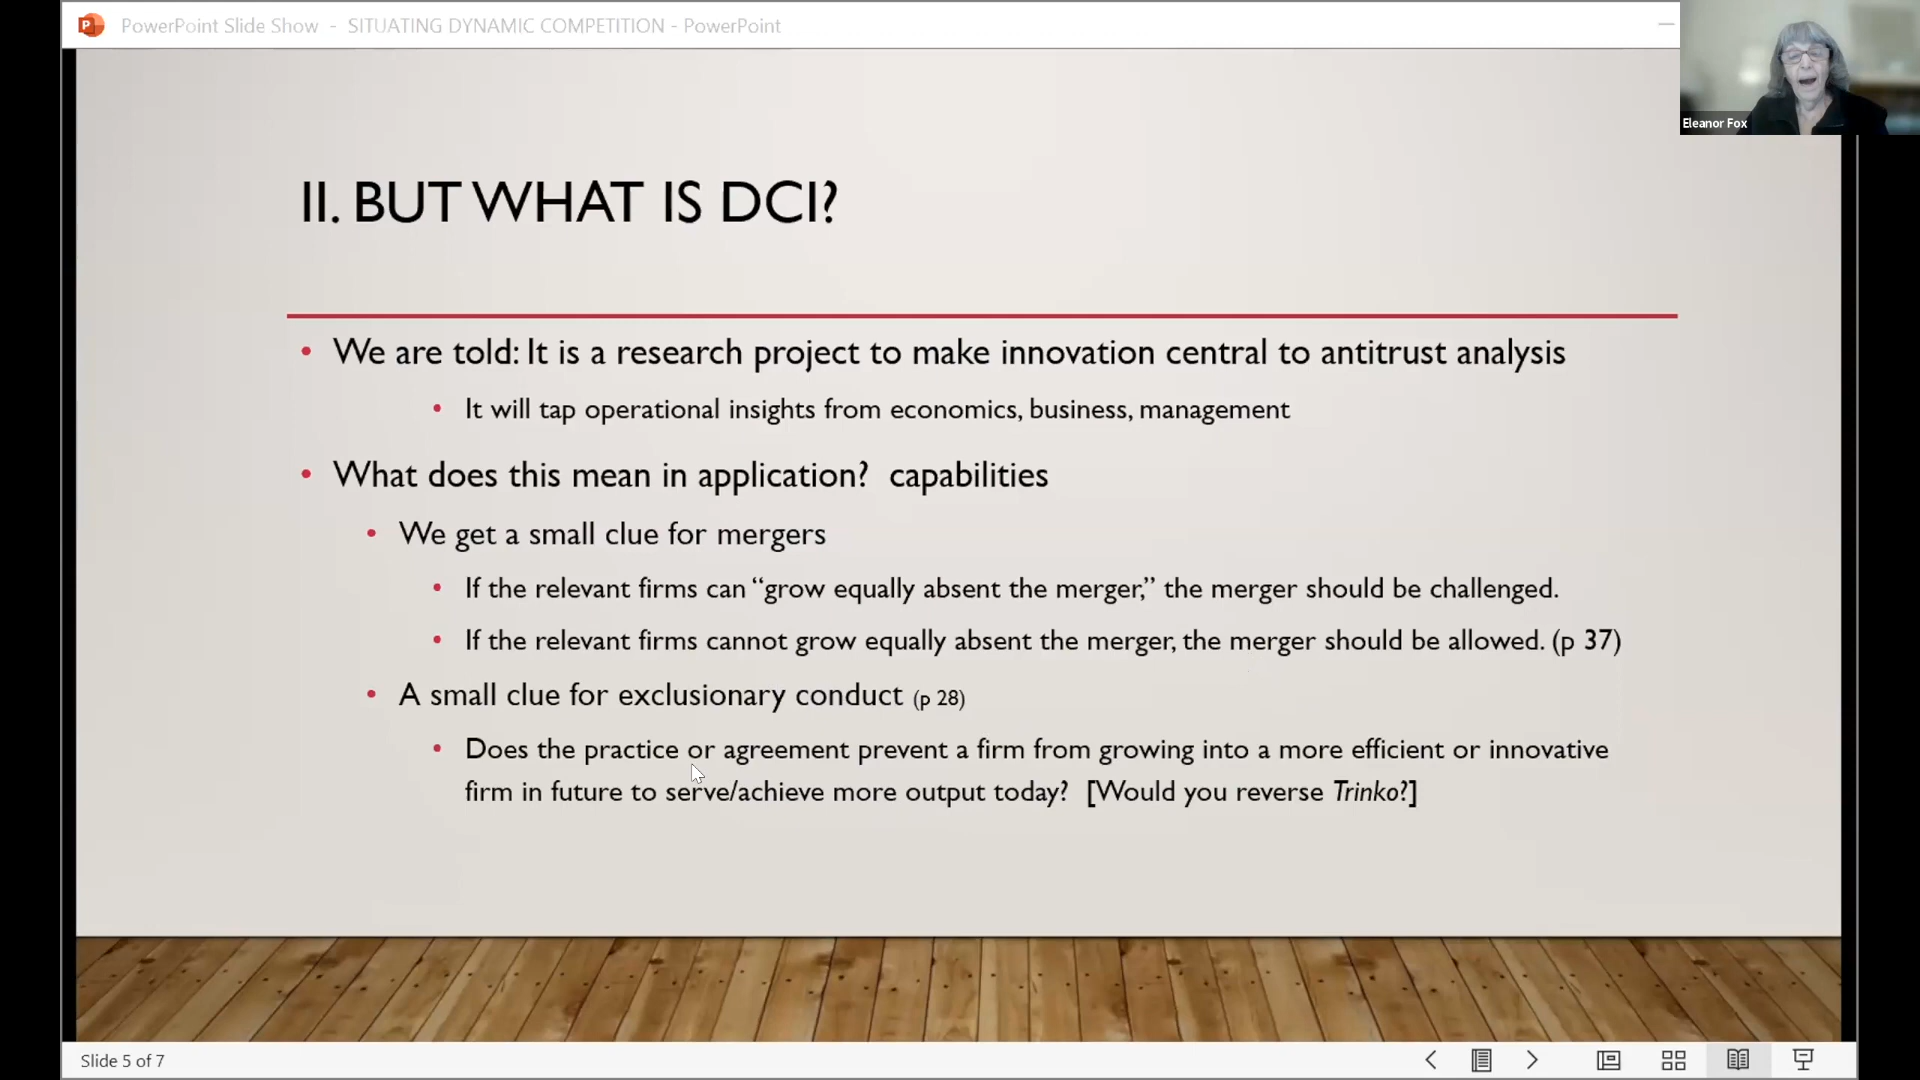 PowerPoint Slide Show - SITUATING DYNAMIC COMPETITION - PowerPoint
Eleanor Fox
II. BUT WHAT IS DCI?
• We are told: It is a research project to make innovation central to antitrust analysis
• It will tap operational insights from economics, business, management
• What does this mean in application? capabilities
• We get a small clue for mergers
• If the relevant firms can “grow equally absent the merger,” the merger should be challenged.
• If the relevant firms cannot grow equally absent the merger, the merger should be allowed. (p 37)
• A small clue for exclusionary conduct (p 28)
• Does the practice or agreement prevent a firm from growing into a more efficient or innovative
firm in future to serve/achieve more output today? [Would you reverse Trinko?]
Slide 5 of 7